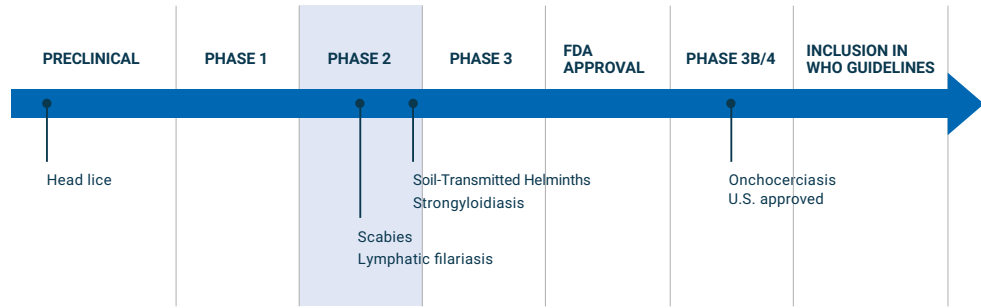 PRECLINICAL
PHASE 1
PHASE 2
PHASE 3
FDA
APPROVAL
PHASE 3B/4
INCLUSION IN
WHO GUIDELINES
Head lice
Soil-Transmitted Helminths
Strongyloidiasis
Onchocerciasis
U.S. approved
Scabies
Lymphatic filariasis